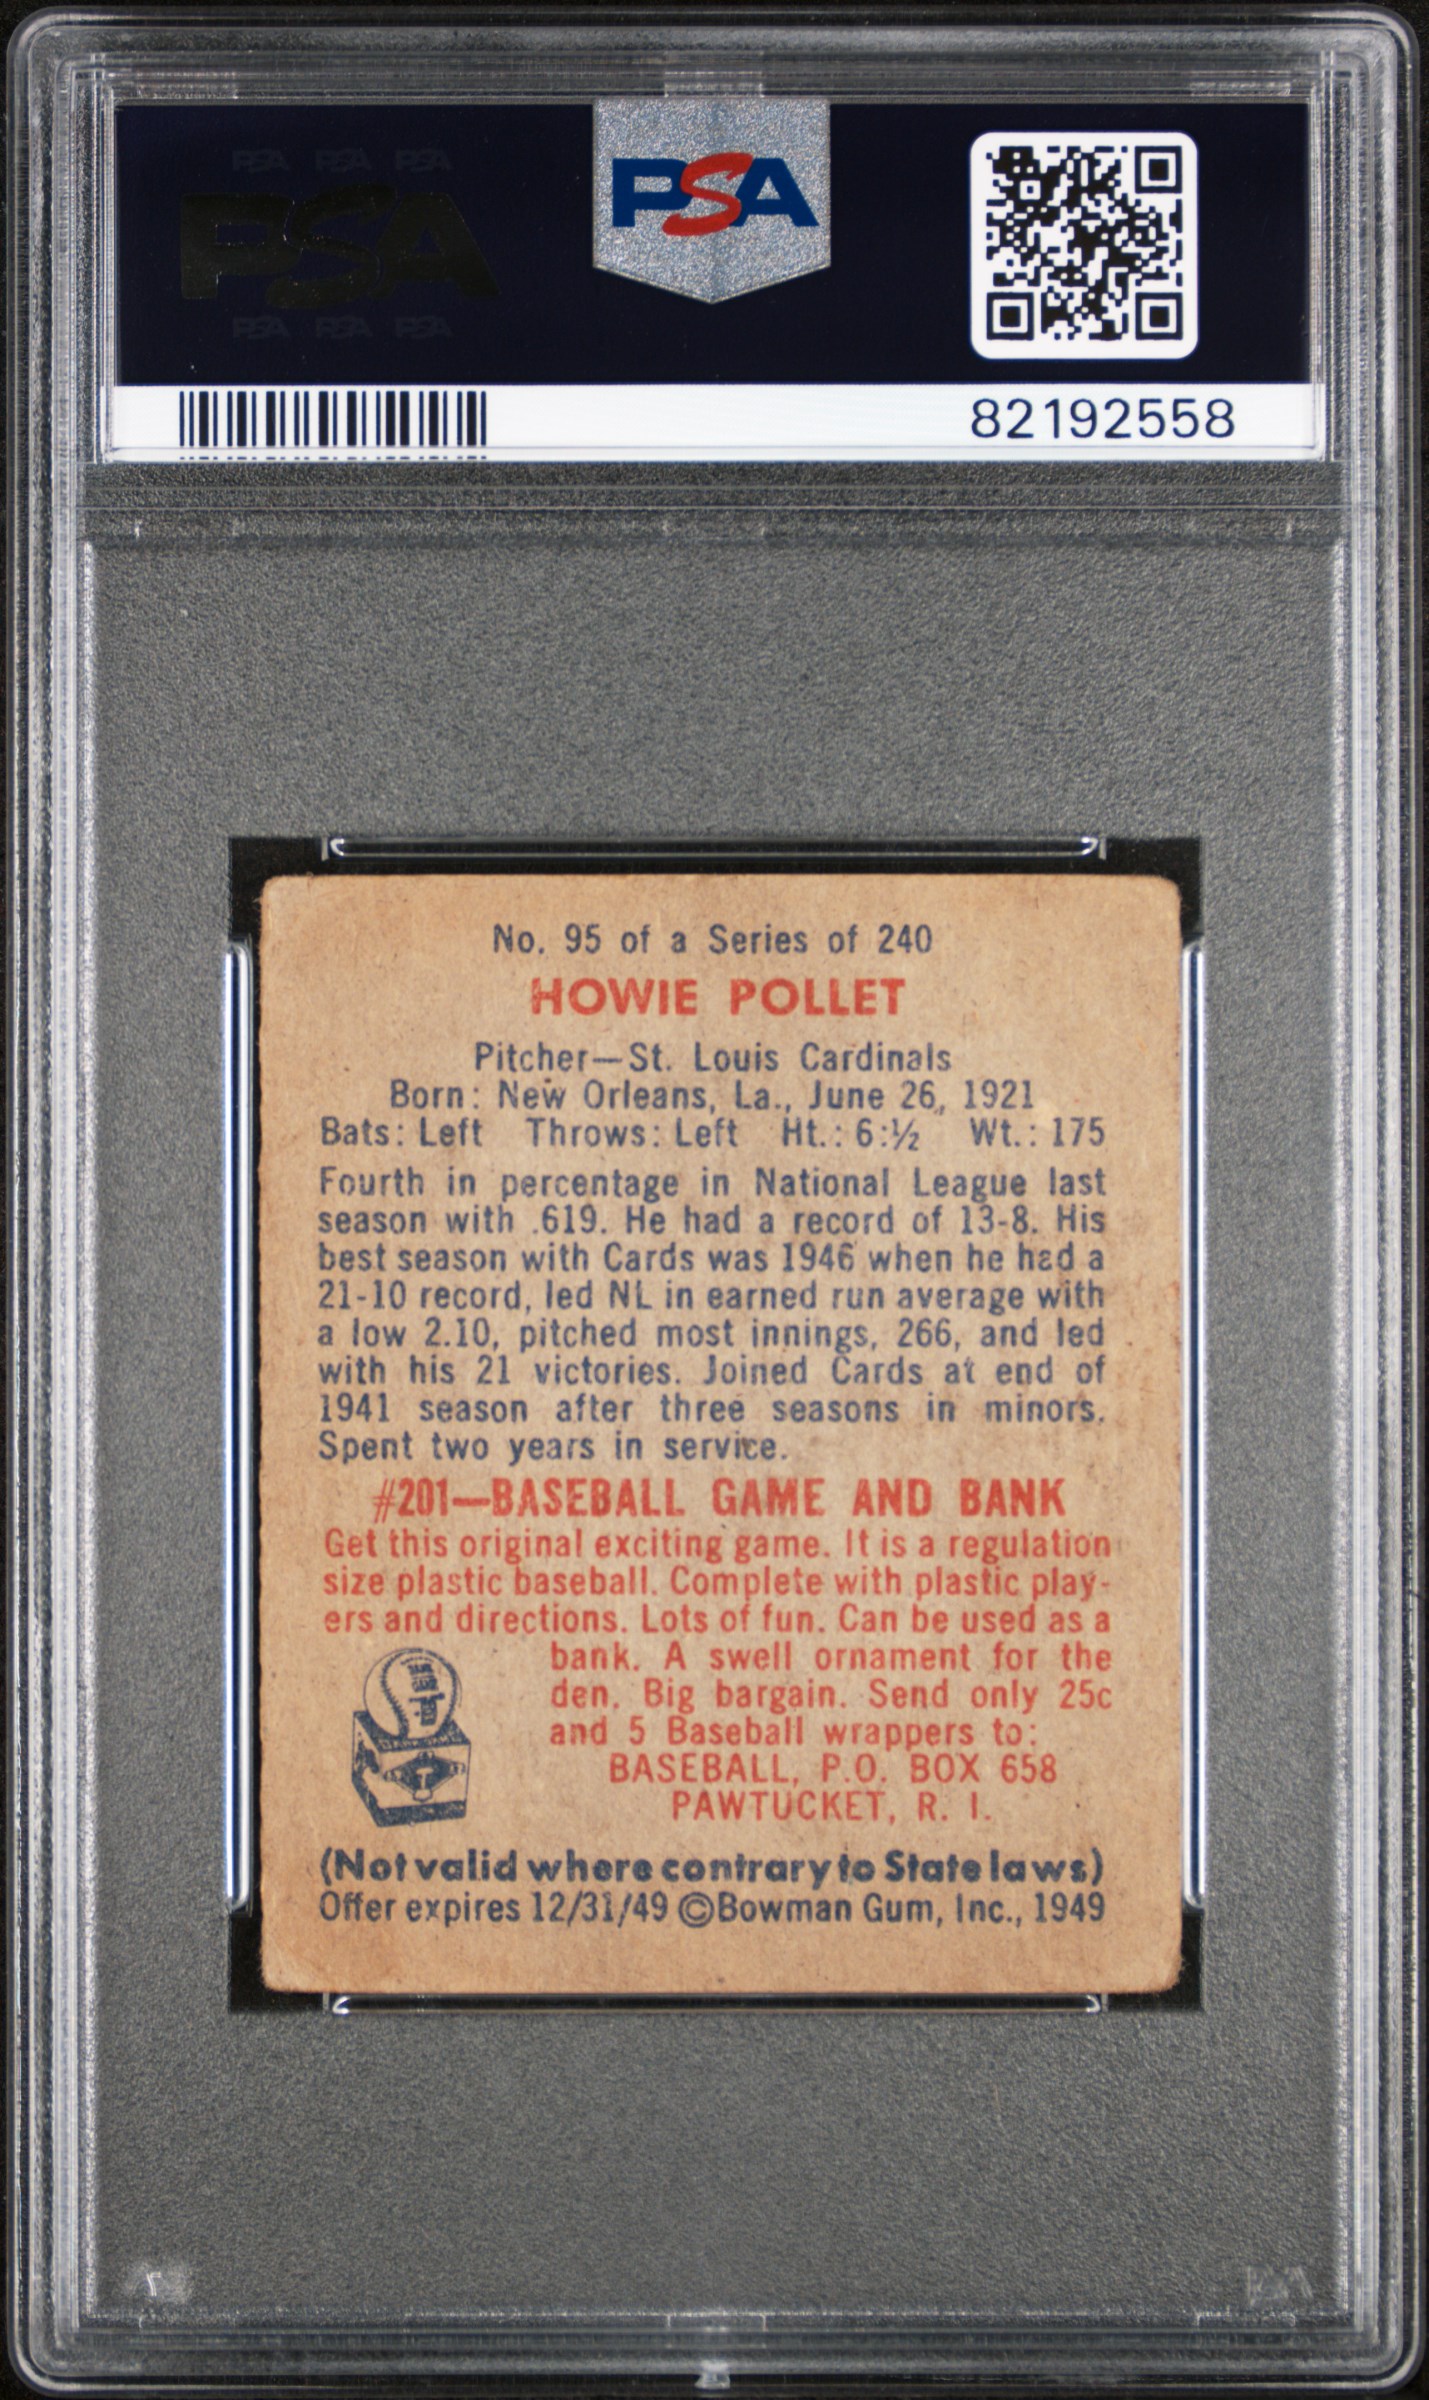 PSA PSA PSA
PSA
PSA PSA PSA
PSA
82192558
No. 95 of a Series of 240
HOWIE POLLET
Pitcher—St. Louis Cardinals
Born: New Orleans, La., June 26, 1921
Bats: Left Throws: Left Ht.: 6:½ Wt.: 175
Fourth in percentage in National League last
season with .619. He had a record of 13-8. His
best season with Cards was 1946 when he had a
21-10 record, led NL in earned run average with
a low 2.10, pitched most innings, 266, and led
with his 21 victories. Joined Cards at end of
1941 season after three seasons in minors.
Spent two years in service.
#201—BASEBALL GAME AND BANK
Get this original exciting game. It is a regulation
size plastic baseball. Complete with plastic play-
ers and directions. Lots of fun. Can be used as a
bank. A swell ornament for the
den. Big bargain. Send only 25c
and 5 Baseball wrappers to:
BASEBALL, P.O. BOX 658
PAWTUCKET, R. I.
(Not valid where contrary to State laws)
Offer expires 12/31/49 ©Bowman Gum, Inc., 1949